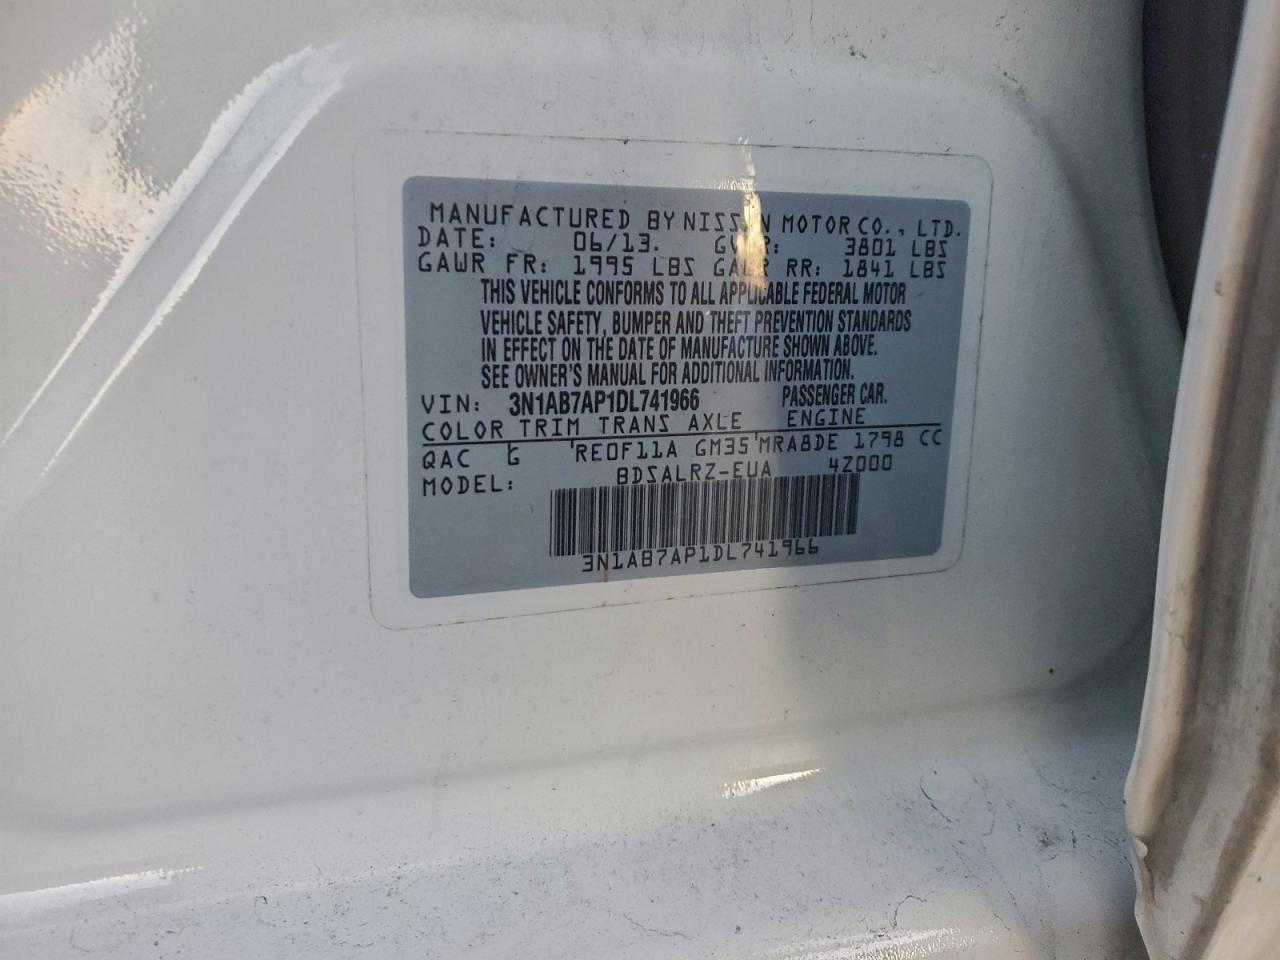 MANUFACTURED BY NISSAN MOTOR CO., LTD.
DATE: 06/13. GVWR: 3801 LBS
GAWR FR: 1995 LBS GAWR RR: 1841 LBS
THIS VEHICLE CONFORMS TO ALL APPLICABLE FEDERAL MOTOR
VEHICLE SAFETY, BUMPER AND THEFT PREVENTION STANDARDS
IN EFFECT ON THE DATE OF MANUFACTURE SHOWN ABOVE.
SEE OWNER'S MANUAL FOR ADDITIONAL INFORMATION.
VIN: 3N1AB7AP1DL741966 PASSENGER CAR.
COLOR TRIM TRANS AXLE ENGINE
QAC G RE0F11A GM35 MRA8DE 1798 CC
MODEL: BDSALRZ-EUA 4Z000
3N1AB7AP1DL741966